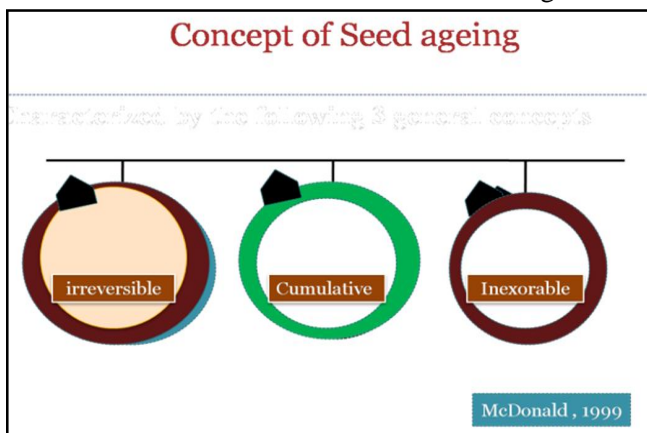 Concept of Seed ageing
Characterized by the following 3 general concepts
irreversible
Cumulative
Inexorable
McDonald , 1999